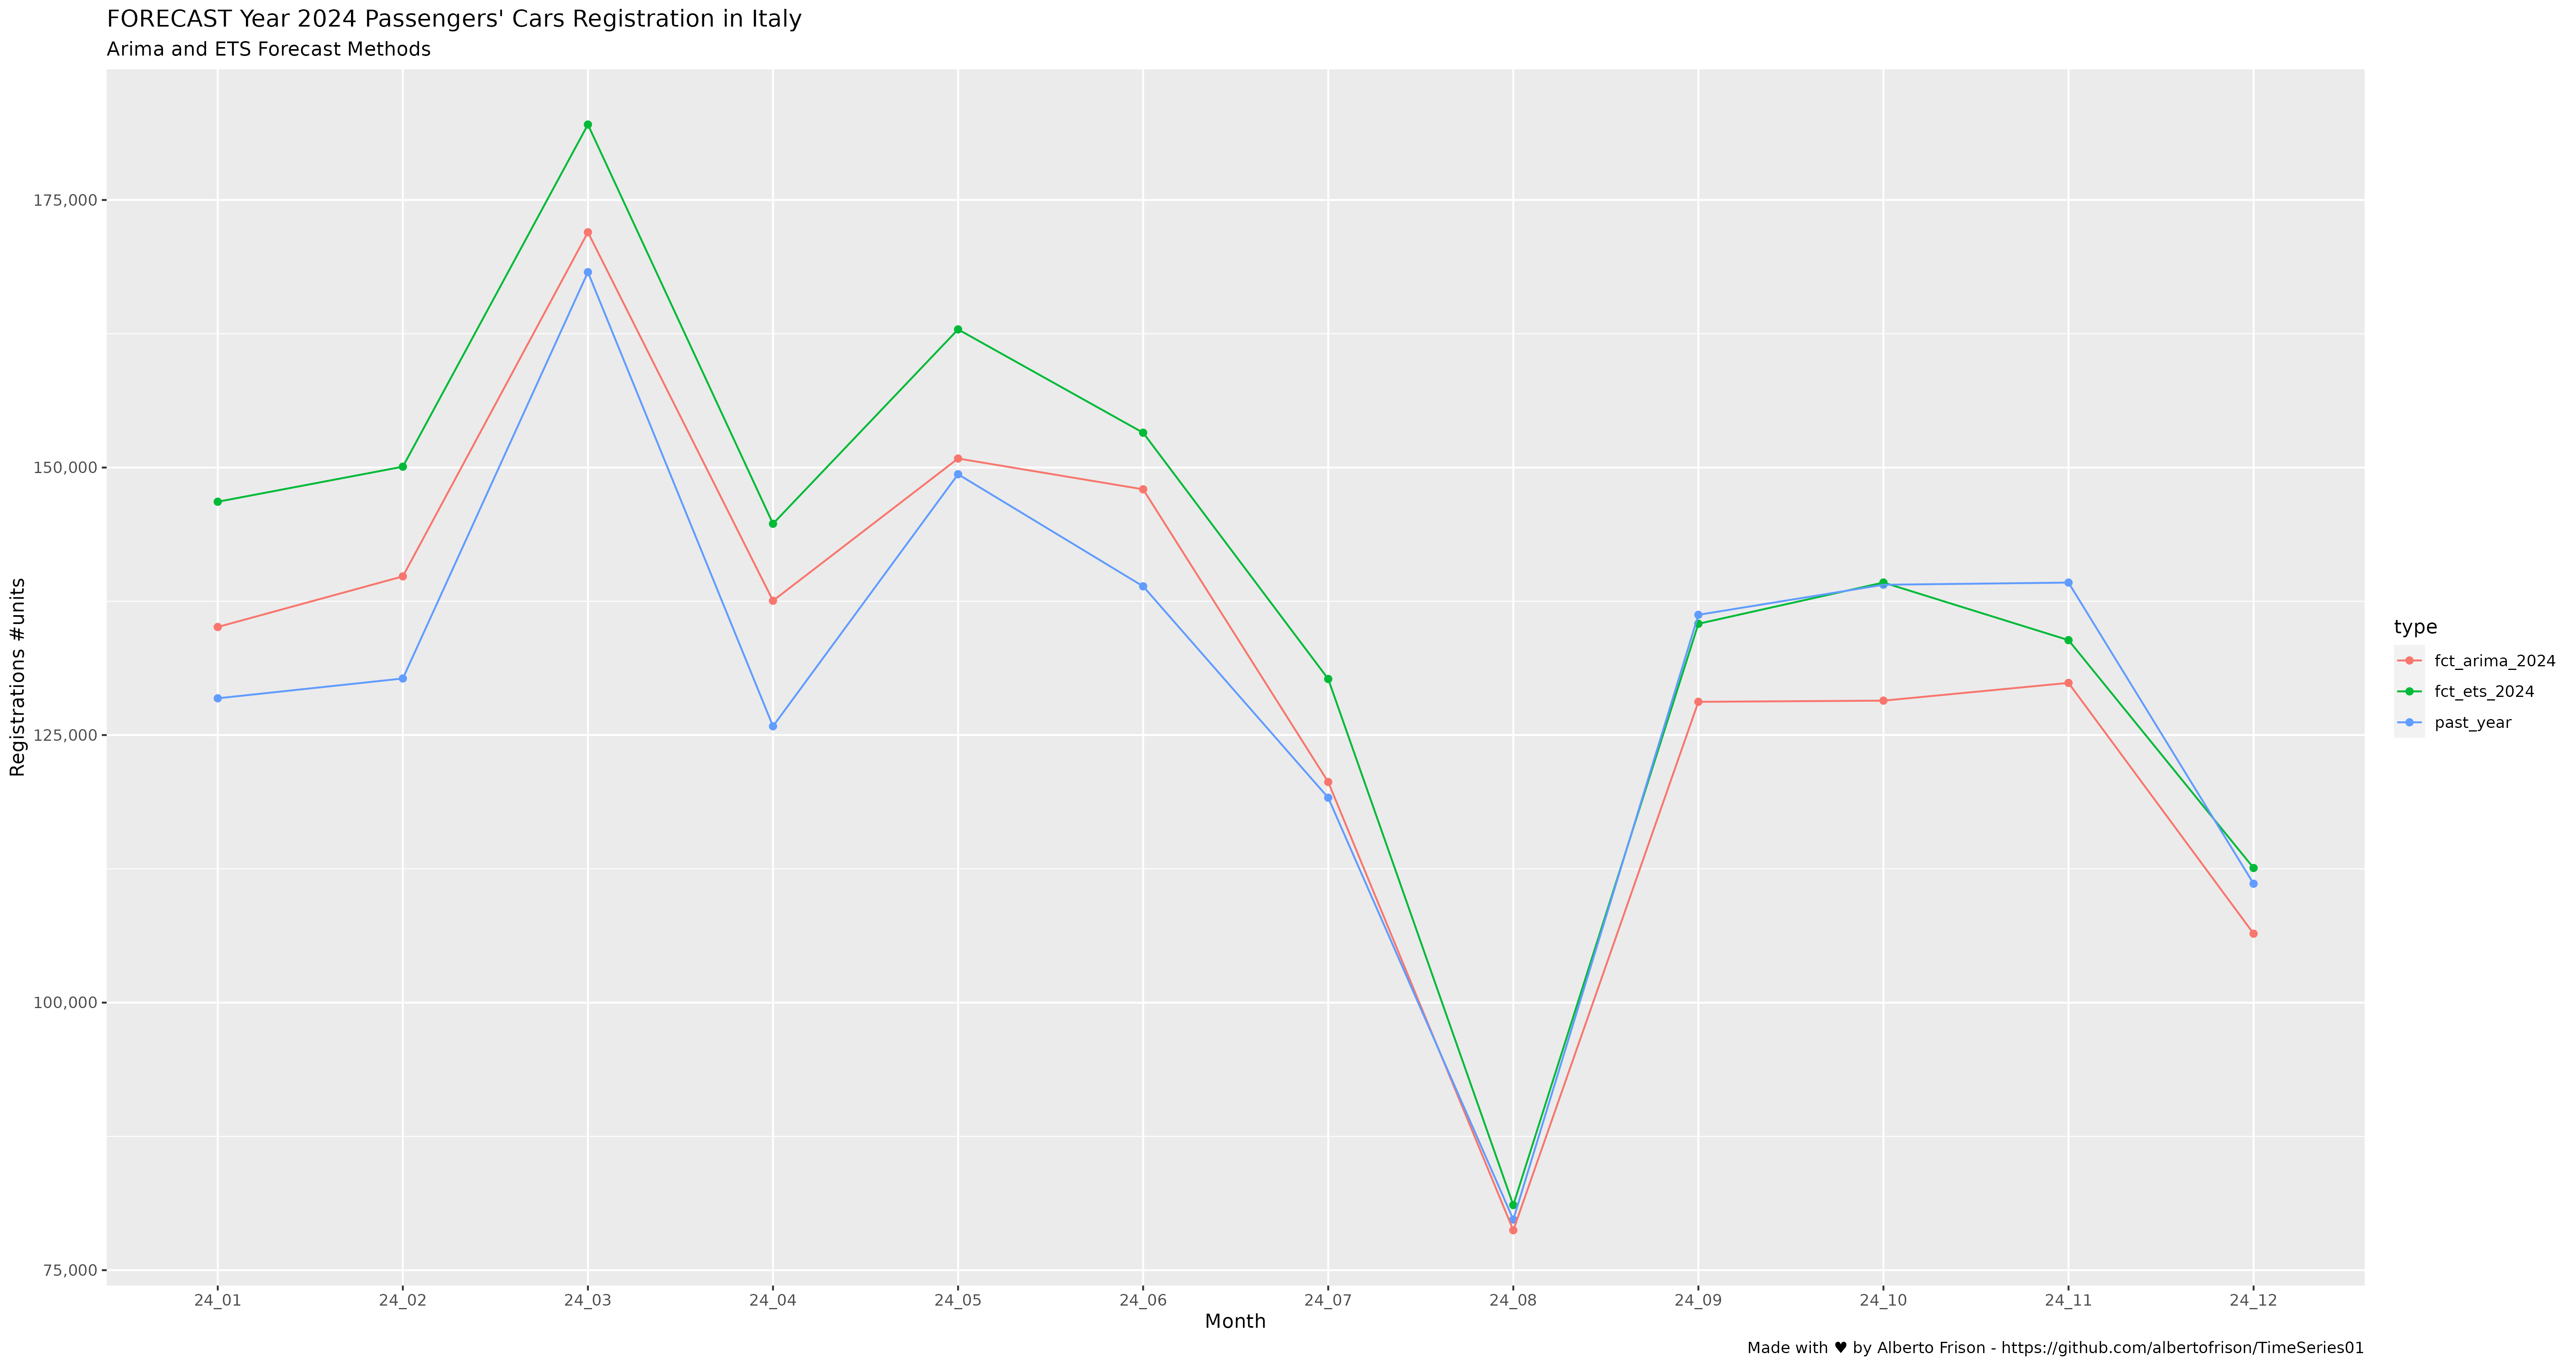 FORECAST Year 2024 Passengers' Cars Registration in Italy
Arima and ETS Forecast Methods
Registrations #units
175,000
150,000
125,000
100,000
75,000
24_01 24_02 24_03 24_04 24_05 24_06 24_07 24_08 24_09 24_10 24_11 24_12
Month
type
fct_arima_2024
fct_ets_2024
past_year
Made with ♥ by Alberto Frison - https://github.com/albertofrison/TimeSeries01